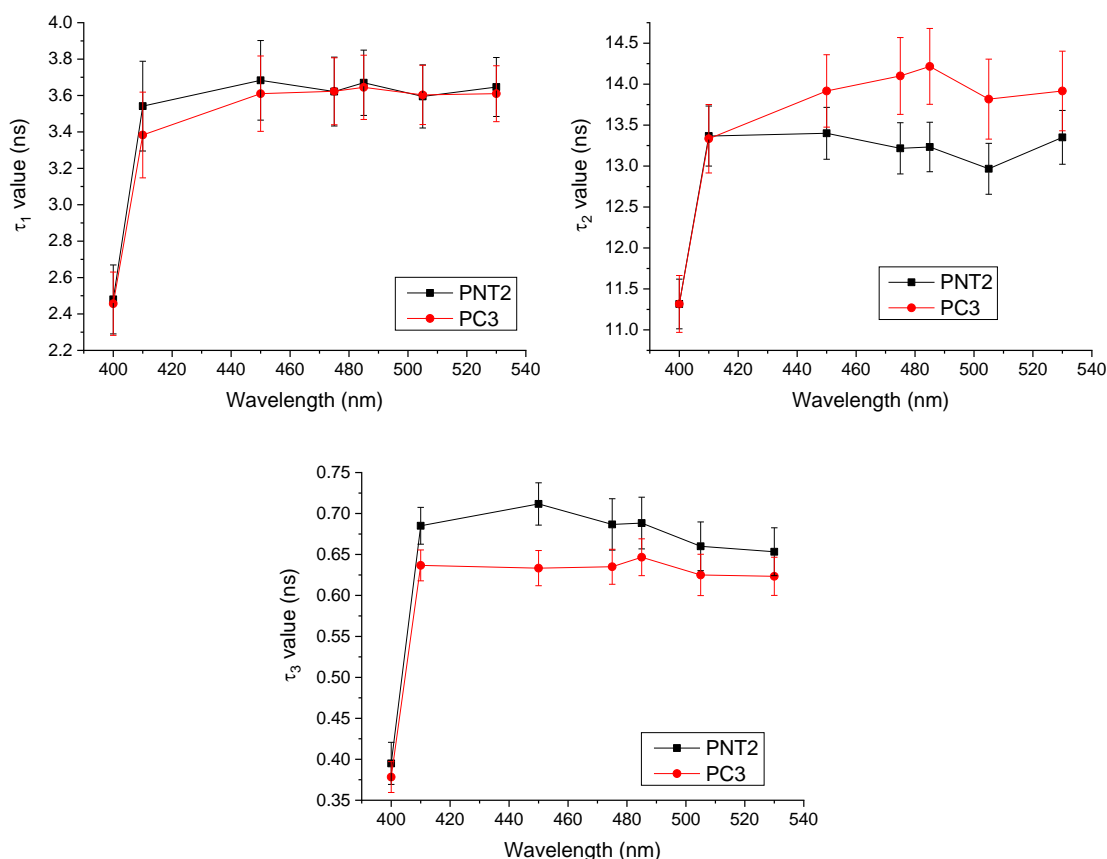 4.0
3.8
3.6
3.4
3.2
3.0
2.8
2.6
2.4
2.2
τ1 value (ns)
400 420 440 460 480 500 520 540
Wavelength (nm)
PNT2
PC3
14.5
14.0
13.5
13.0
12.5
12.0
11.5
11.0
τ2 value (ns)
400 420 440 460 480 500 520 540
Wavelength (nm)
PNT2
PC3
0.75
0.70
0.65
0.60
0.55
0.50
0.45
0.40
0.35
τ3 value (ns)
400 420 440 460 480 500 520 540
Wavelength (nm)
PNT2
PC3